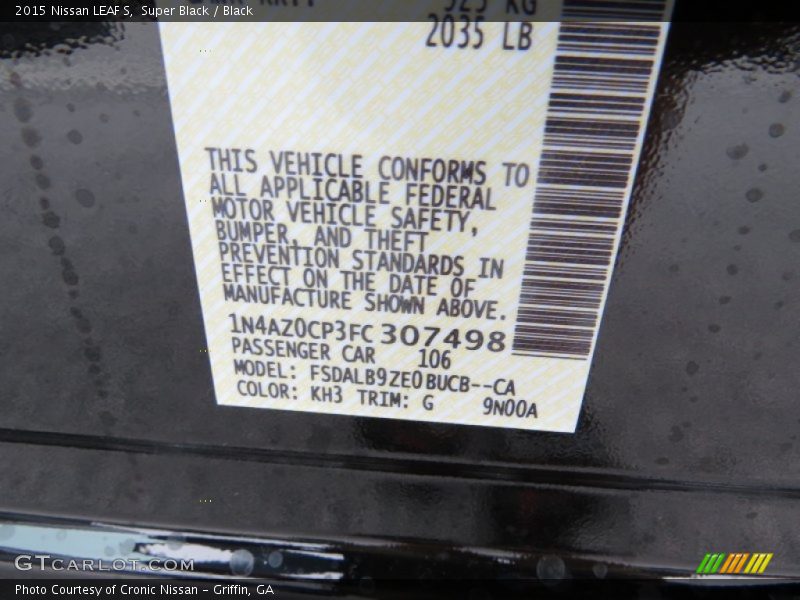 2015 Nissan LEAF S, Super Black / Black
2035 LB
THIS VEHICLE CONFORMS TO
ALL APPLICABLE FEDERAL
MOTOR VEHICLE SAFETY,
BUMPER, AND THEFT
PREVENTION STANDARDS IN
EFFECT ON THE DATE OF
MANUFACTURE SHOWN ABOVE.
1N4AZ0CP3FC307498
PASSENGER CAR 106
MODEL: FSDALB9ZE0BUCB--CA
COLOR: KH3 TRIM: G 9N00A
GTCARLOT.COM
Photo Courtesy of Cronic Nissan - Griffin, GA